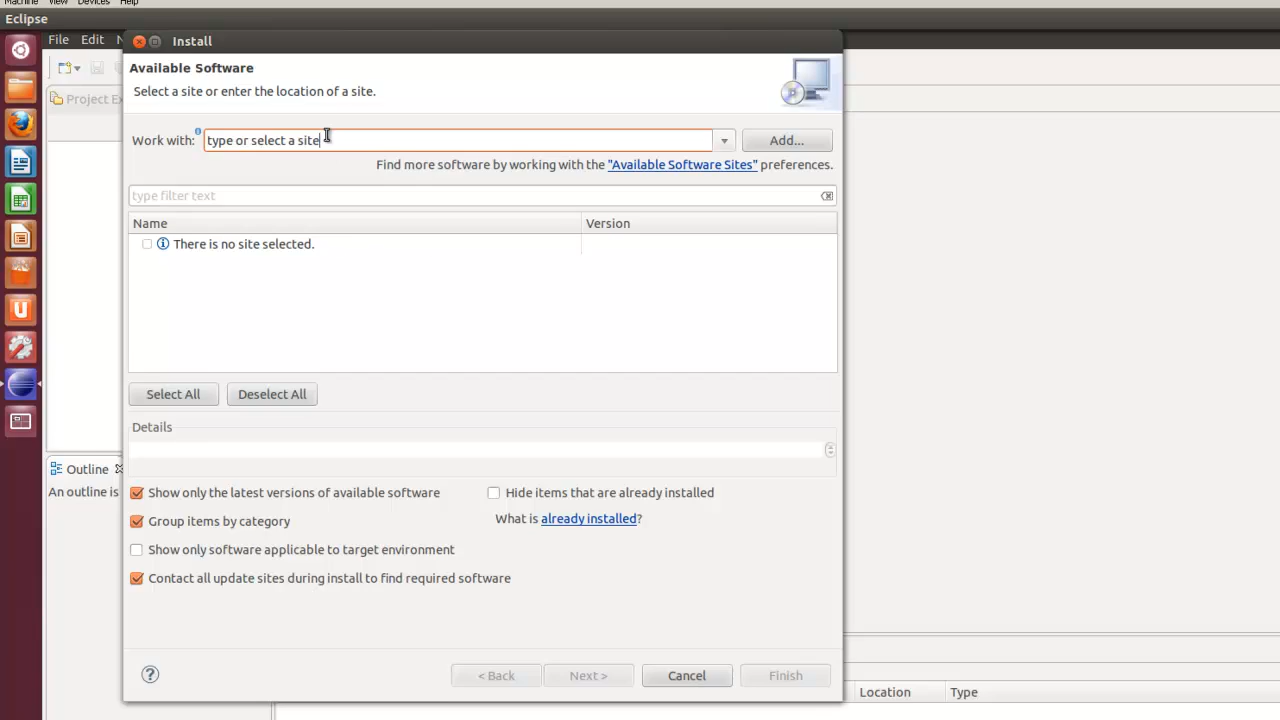 Machine View Devices Help
Eclipse
File Edit N
Install
Available Software
Select a site or enter the location of a site.
Project Ex
Work with: type or select a site Add...
Find more software by working with the "Available Software Sites" preferences.
type filter text
Name Version
There is no site selected.
Select All Deselect All
Details
Outline
An outline is
Show only the latest versions of available software Hide items that are already installed
Group items by category What is already installed?
Show only software applicable to target environment
Contact all update sites during install to find required software
< Back Next > Cancel Finish
Location Type